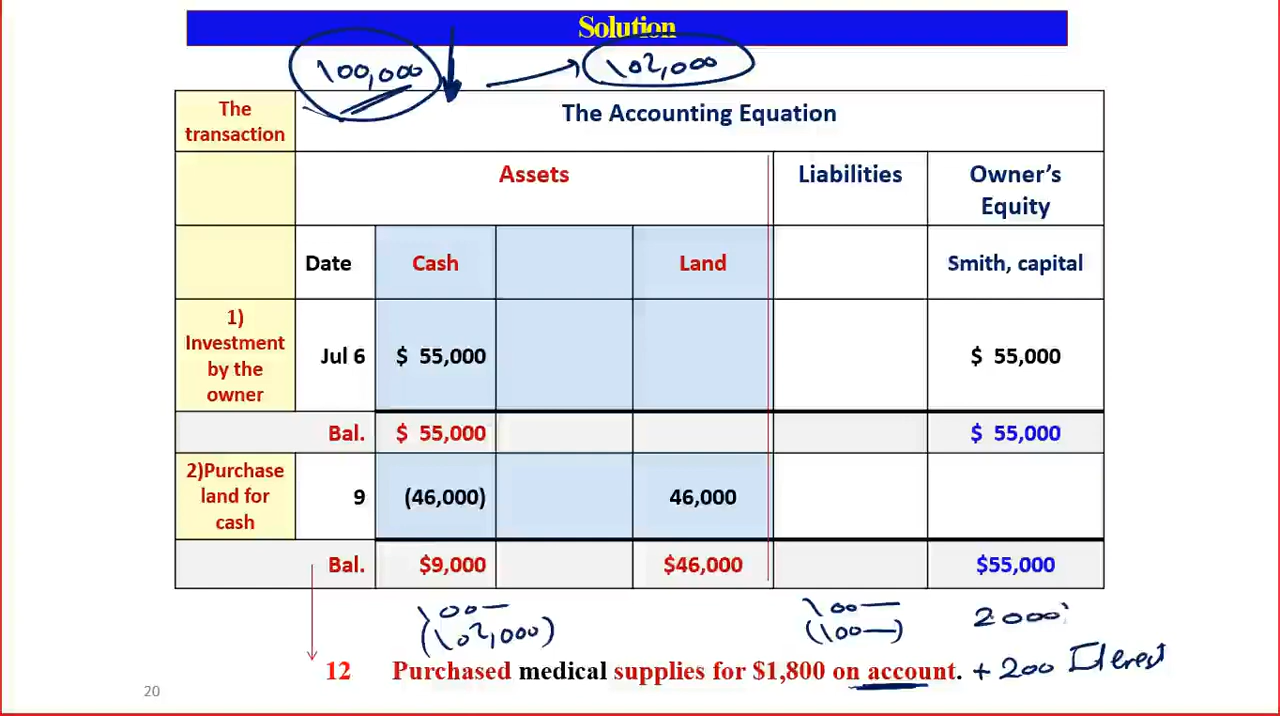 Solution
100,000 102,000
The transaction
The Accounting Equation
Assets
Liabilities
Owner's Equity
Date
Cash
Land
Smith, capital
1) Investment by the owner
Jul 6
$ 55,000
$ 55,000
Bal.
$ 55,000
$ 55,000
2)Purchase land for cash
9
(46,000)
46,000
Bal.
$9,000
$46,000
$55,000
100— 100— 2000
(102,000) (100—)
12 Purchased medical supplies for $1,800 on account. + 200 Interest
20